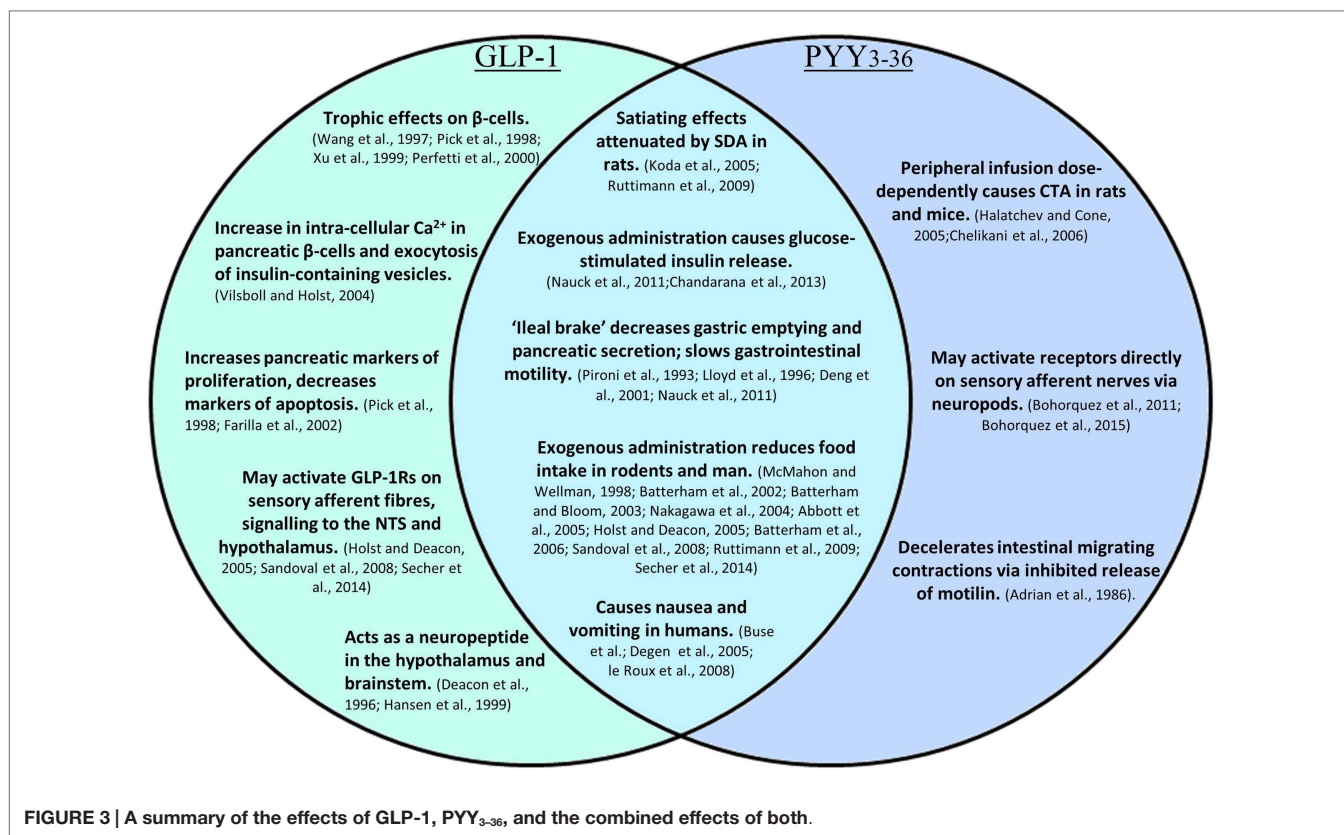 GLP-1
Trophic effects on β-cells.
(Wang et al., 1997; Pick et al., 1998;
Xu et al., 1999; Perfetti et al., 2000)
Increase in intra-cellular Ca²⁺ in
pancreatic β-cells and exocytosis
of insulin-containing vesicles.
(Vilsboll and Holst, 2004)
Increases pancreatic markers of
proliferation, decreases
markers of apoptosis. (Pick et al.,
1998; Farilla et al., 2002)
May activate GLP-1Rs on
sensory afferent fibres,
signalling to the NTS and
hypothalamus. (Holst and Deacon,
2005; Sandoval et al., 2008; Secher et
al., 2014)
Acts as a neuropeptide
in the hypothalamus and
brainstem. (Deacon et al.,
1996; Hansen et al., 1999)
Satiating effects
attenuated by SDA in
rats. (Koda et al., 2005;
Ruttimann et al., 2009)
Exogenous administration causes glucose-
stimulated insulin release.
(Nauck et al., 2011;Chandarana et al., 2013)
‘Ileal brake’ decreases gastric emptying and
pancreatic secretion; slows gastrointestinal
motility. (Pironi et al., 1993; Lloyd et al., 1996; Deng et
al., 2001; Nauck et al., 2011)
Exogenous administration reduces food
intake in rodents and man. (McMahon and
Wellman, 1998; Batterham et al., 2002; Batterham
and Bloom, 2003; Nakagawa et al., 2004; Abbott
et al., 2005; Holst and Deacon, 2005; Batterham et al.,
2006; Sandoval et al., 2008; Ruttimann et al., 2009;
Secher et al., 2014)
Causes nausea and
vomiting in humans. (Buse
et al.; Degen et al., 2005;
le Roux et al., 2008)
PYY3-36
Peripheral infusion dose-
dependently causes CTA in rats
and mice. (Halatchev and Cone,
2005;Chelikani et al., 2006)
May activate receptors directly
on sensory afferent nerves via
neuropods. (Bohorquez et al., 2011;
Bohorquez et al., 2015)
Decelerates intestinal migrating
contractions via inhibited release
of motilin. (Adrian et al., 1986).
FIGURE 3 | A summary of the effects of GLP-1, PYY₃₋₃₆, and the combined effects of both.